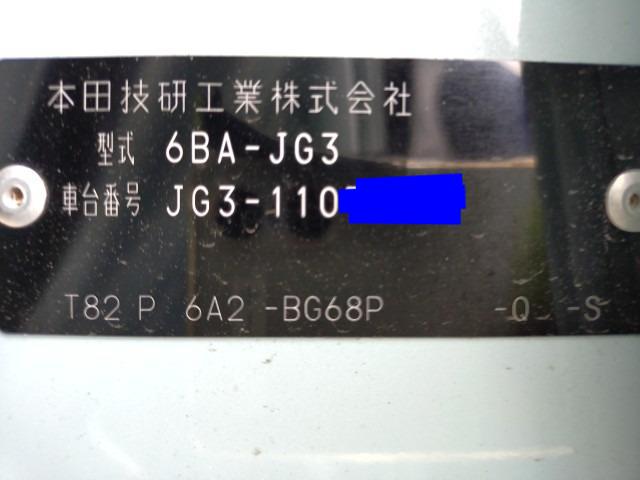 本田技研工業株式会社
型式 6BA-JG3
車台番号 JG3-110
T82 P 6A2 -BG68P -Q -S